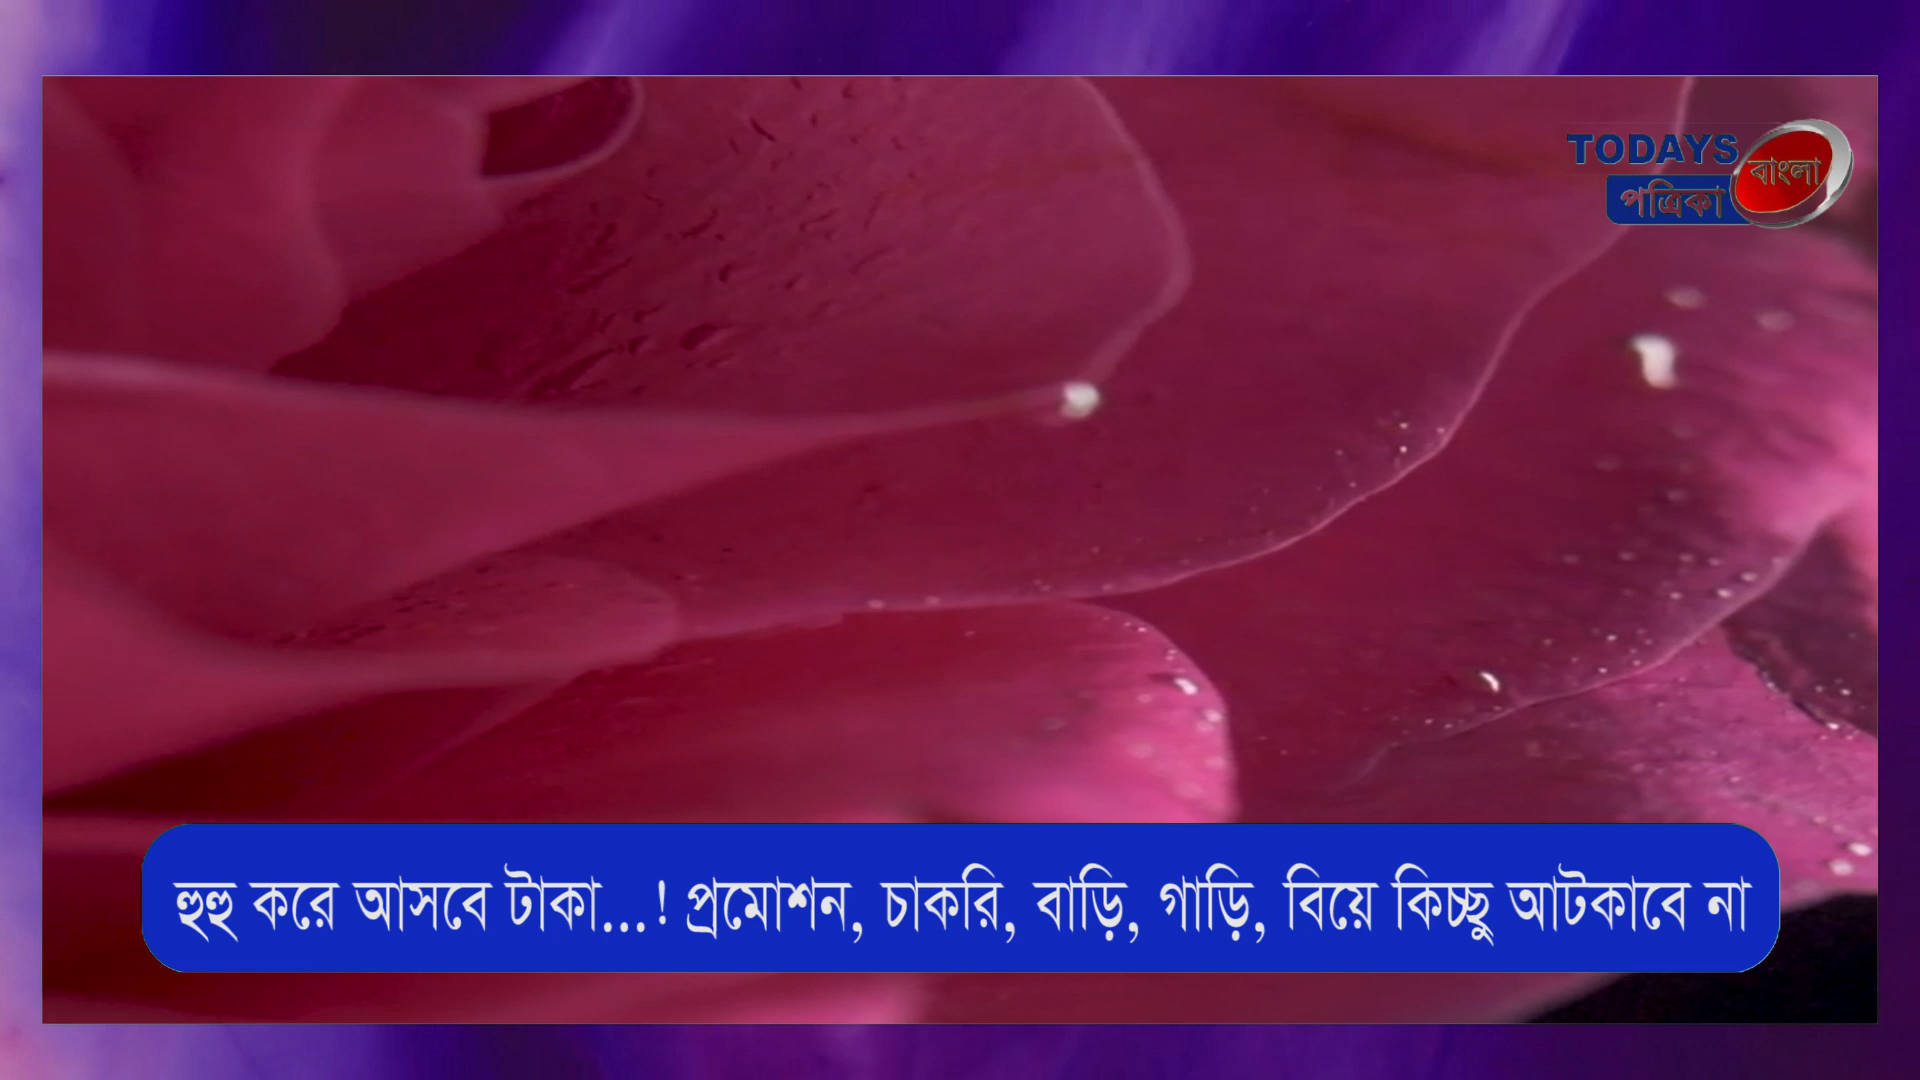 TODAYS
পত্রিকা বাংলা
হুহু করে আসবে টাকা...! প্রমোশন, চাকরি, বাড়ি, গাড়ি, বিয়ে কিচ্ছু আটকাবে না